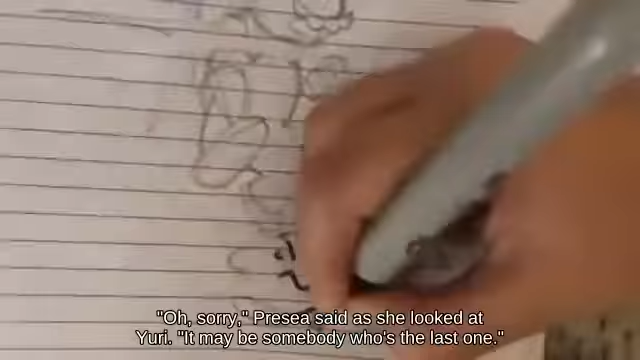 "Oh, sorry," Presea said as she looked at
Yuri. "It may be somebody who's the last one."